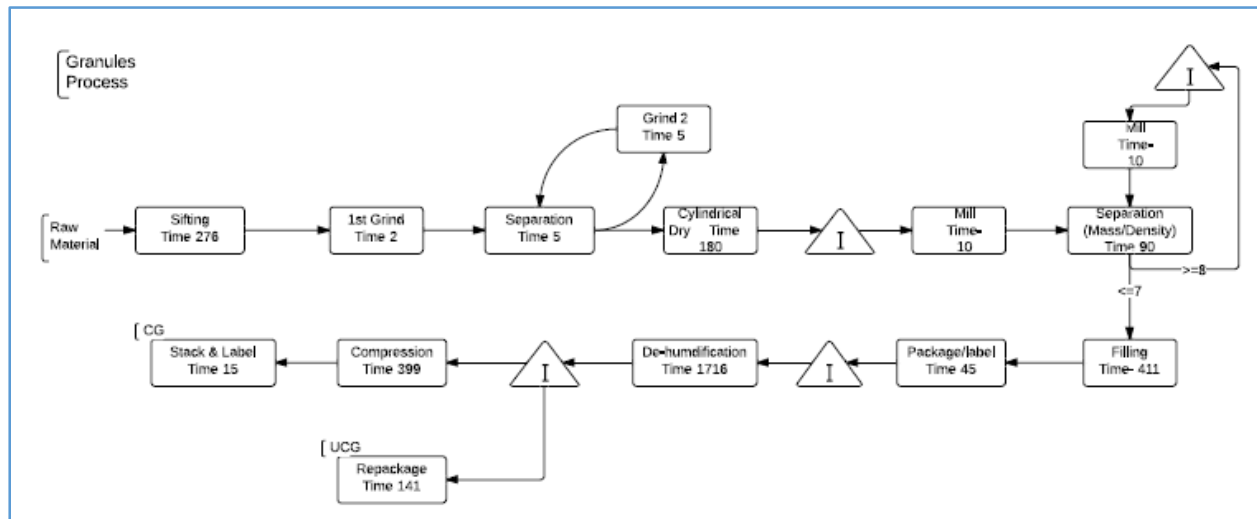 Granules
Process
I
Grind 2
Time 5
Mill
Time-
10
Raw
Material
Sifting
Time 276
1st Grind
Time 2
Separation
Time 5
Cylindrical
Dry Time
180
I
Mill
Time-
10
Separation
(Mass/Density)
Time 90
>=8
<=7
CG
Stack & Label
Time 15
Compression
Time 399
I
De-humdification
Time 1716
I
Package/label
Time 45
Filling
Time- 411
UCG
Repackage
Time 141